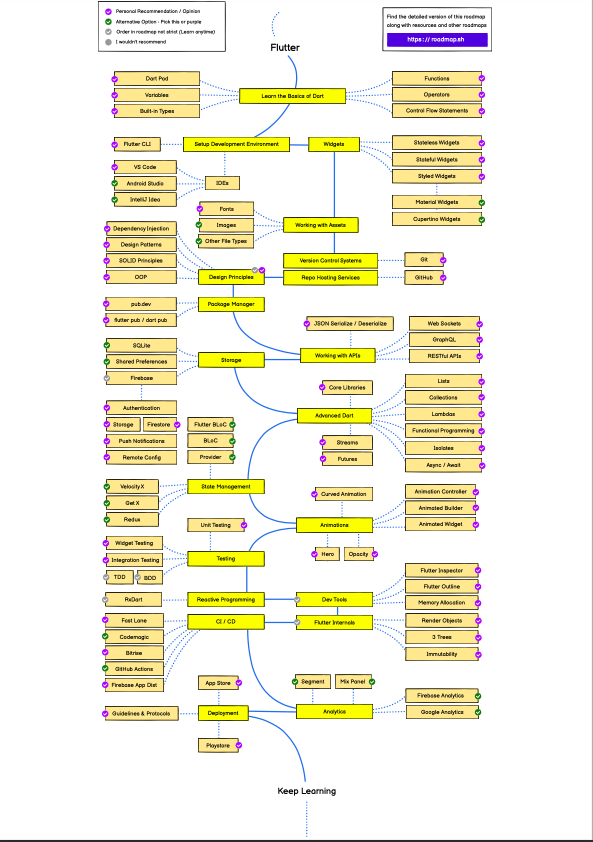 Personal Recommendation / Opinion
Alternative Option - Pick this or purple
Order in roadmap not strict (Learn anytime)
I wouldn't recommend
Find the detailed version of this roadmap
along with resources and other roadmaps
https://roadmap.sh
Flutter
Dart Pad
Variables
Built-in Types
Learn the Basics of Dart
Functions
Operators
Control Flow Statements
Flutter CLI
Setup Development Environment
Widgets
Stateless Widgets
Stateful Widgets
Styled Widgets
Material Widgets
Cupertino Widgets
VS Code
Android Studio
IntelliJ Idea
IDEs
Fonts
Images
Other File Types
Working with Assets
Dependency Injection
Design Patterns
SOLID Principles
OOP
Design Principles
Version Control Systems
Repo Hosting Services
Git
GitHub
pub.dev
flutter pub / dart pub
Package Manager
JSON Serialize / Deserialize
Working with APIs
Web Sockets
GraphQL
RESTful APIs
SQLite
Shared Preferences
Firebase
Storage
Authentication
Storage
Firestore
Push Notifications
Remote Config
Core Libraries
Advanced Dart
Streams
Futures
Lists
Collections
Lambdas
Functional Programming
Isolates
Async / Await
Flutter BLoC
BLoC
Provider
VelocityX
GetX
Redux
State Management
Curved Animation
Animations
Hero
Opacity
Animation Controller
Animated Builder
Animated Widget
Unit Testing
Widget Testing
Integration Testing
TDD
BDD
Testing
RxDart
Reactive Programming
Dev Tools
Flutter Inspector
Flutter Outline
Memory Allocation
Fast Lane
Codemagic
Bitrise
GitHub Actions
Firebase App Dist
CI / CD
Flutter Internals
Render Objects
3 Trees
Immutability
App Store
Guidelines & Protocols
Deployment
Playstore
Segment
Mix Panel
Analytics
Firebase Analytics
Google Analytics
Keep Learning